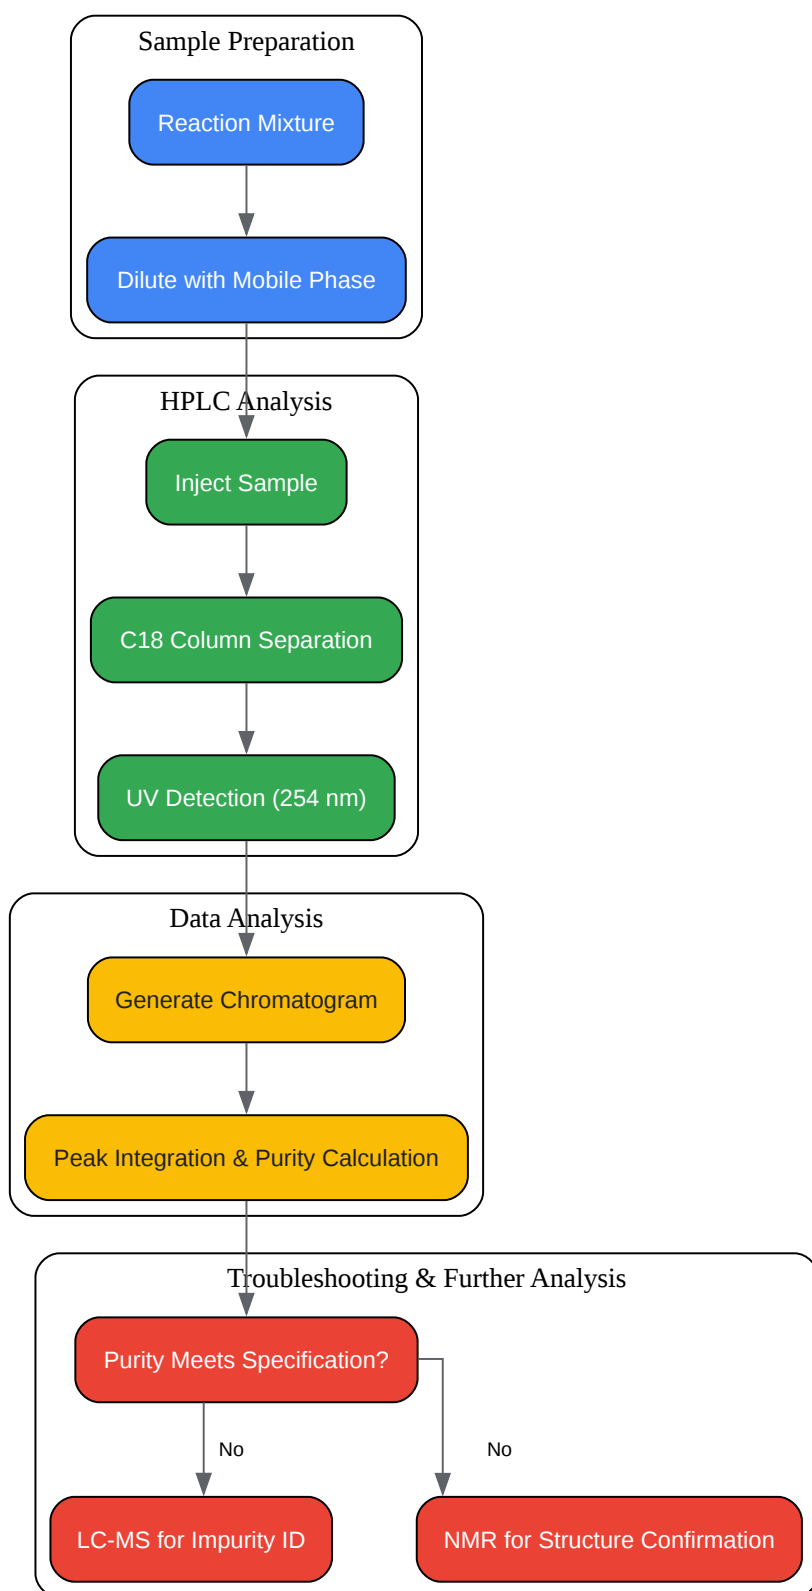 Sample Preparation
Reaction Mixture
Dilute with Mobile Phase
HPLC Analysis
Inject Sample
C18 Column Separation
UV Detection (254 nm)
Data Analysis
Generate Chromatogram
Peak Integration & Purity Calculation
Troubleshooting & Further Analysis
Purity Meets Specification?
No
No
LC-MS for Impurity ID
NMR for Structure Confirmation